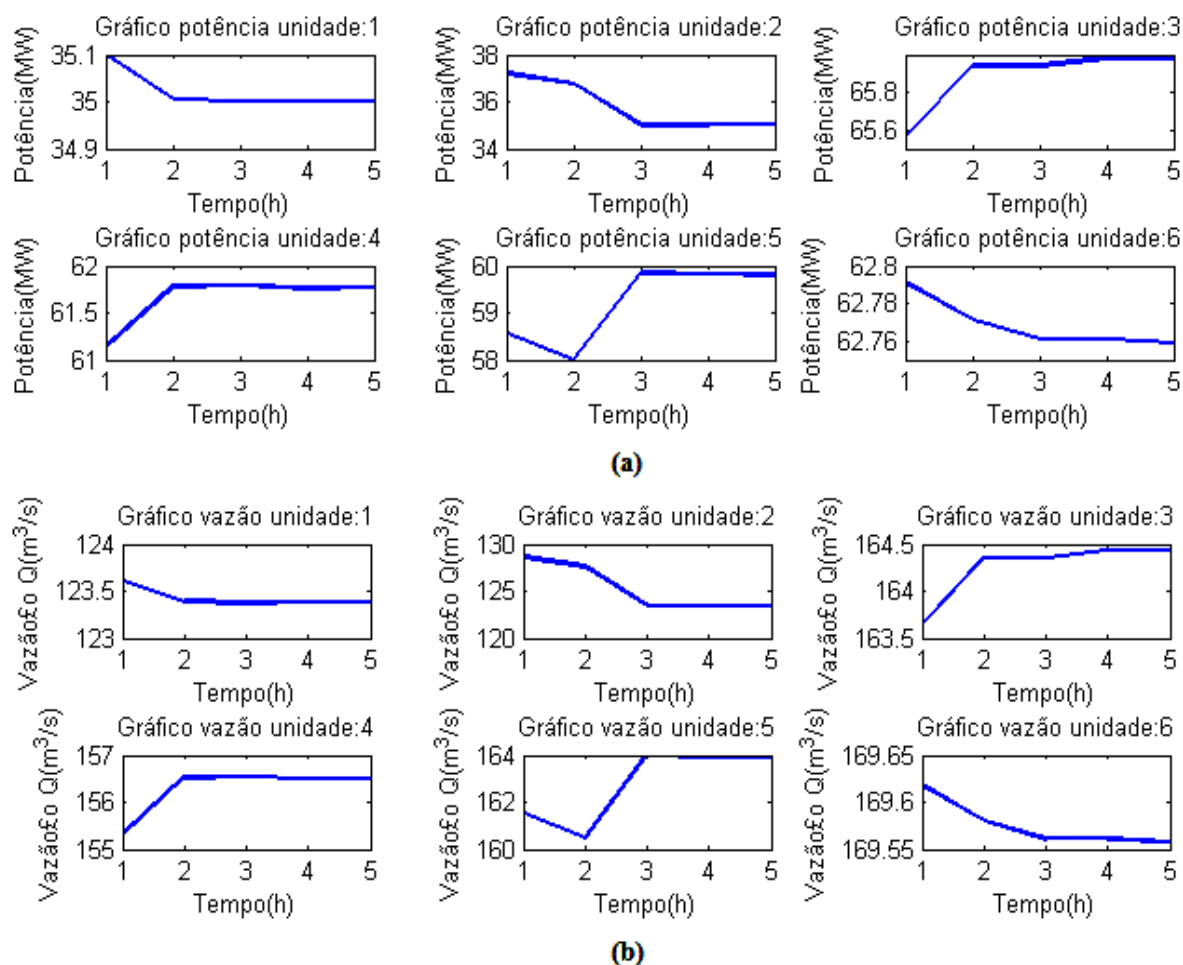 Gráfico potência unidade:1
Potência(MW)
35.1
35
34.9
1 2 3 4 5
Tempo(h)
Gráfico potência unidade:2
Potência(MW)
38
36
34
1 2 3 4 5
Tempo(h)
Gráfico potência unidade:3
Potência(MW)
65.8
65.6
1 2 3 4 5
Tempo(h)
Gráfico potência unidade:4
Potência(MW)
62
61.5
61
1 2 3 4 5
Tempo(h)
Gráfico potência unidade:5
Potência(MW)
60
59
58
1 2 3 4 5
Tempo(h)
Gráfico potência unidade:6
Potência(MW)
62.8
62.78
62.76
1 2 3 4 5
Tempo(h)
(a)
Gráfico vazão unidade:1
Vazão£o Q(m³/s)
124
123.5
123
1 2 3 4 5
Tempo(h)
Gráfico vazão unidade:2
Vazão£o Q(m³/s)
130
125
120
1 2 3 4 5
Tempo(h)
Gráfico vazão unidade:3
Vazão£o Q(m³/s)
164.5
164
163.5
1 2 3 4 5
Tempo(h)
Gráfico vazão unidade:4
Vazão£o Q(m³/s)
157
156
155
1 2 3 4 5
Tempo(h)
Gráfico vazão unidade:5
Vazão£o Q(m³/s)
164
162
160
1 2 3 4 5
Tempo(h)
Gráfico vazão unidade:6
Vazão£o Q(m³/s)
169.65
169.6
169.55
1 2 3 4 5
Tempo(h)
(b)